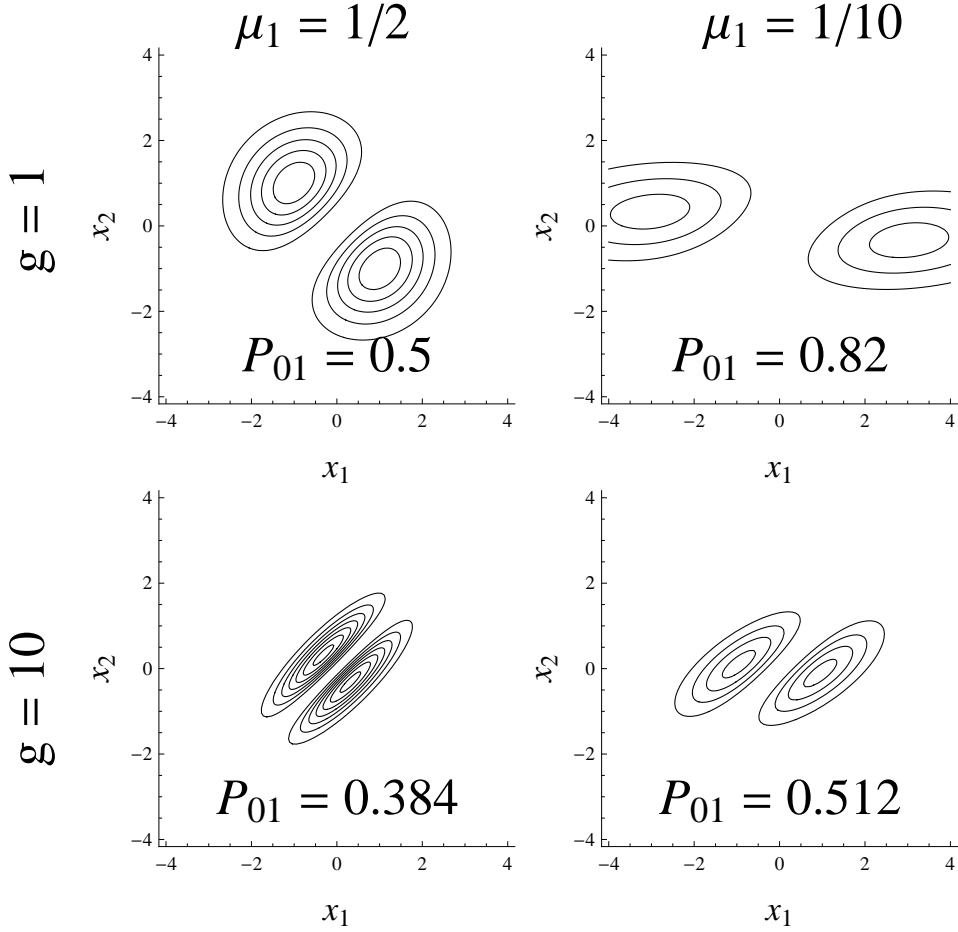 μ₁ = 1/2
μ₁ = 1/10
g = 1
4
2
0
−2
−4
x₂
P₀₁ = 0.5
−4 −2 0 2 4
x₁
4
2
0
−2
−4
x₂
P₀₁ = 0.82
−4 −2 0 2 4
x₁
g = 10
4
2
0
−2
−4
x₂
P₀₁ = 0.384
−4 −2 0 2 4
x₁
4
2
0
−2
−4
x₂
P₀₁ = 0.512
−4 −2 0 2 4
x₁